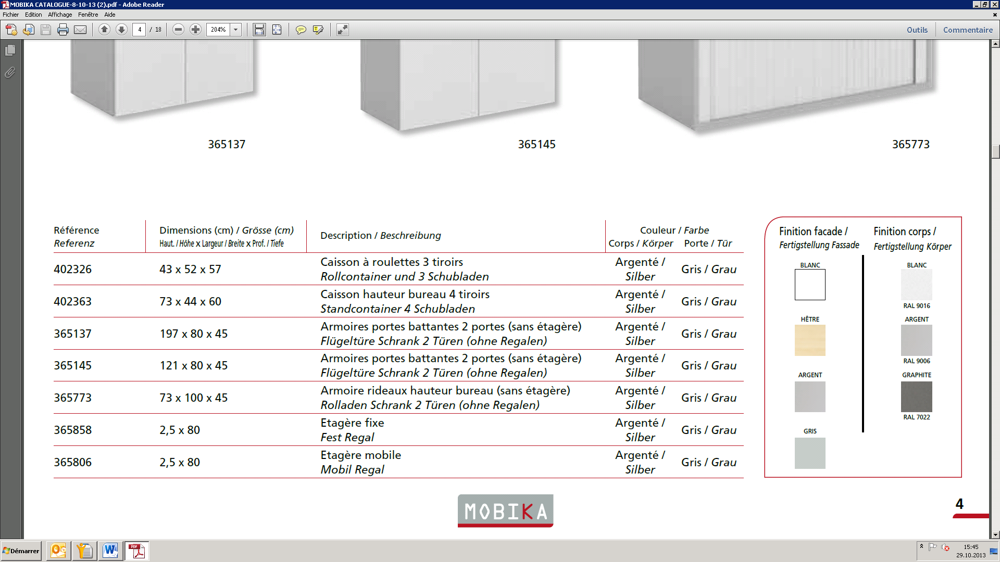 MOBIKA CATALOGUE-8-10-13 (2).pdf - Adobe Reader
Fichier Edition Affichage Fenêtre Aide
4 / 18 204% Outils Commentaire
365137 365145 365773
Référence
Referenz
Dimensions (cm) / Grösse (cm)
Haut. / Höhe x Largeur / Breite x Prof. / Tiefe
Description / Beschreibung
Couleur / Farbe
Corps / Körper Porte / Tür
402326 43 x 52 x 57 Caisson à roulettes 3 tiroirs Argenté / Gris / Grau
Rollcontainer und 3 Schubladen Silber
402363 73 x 44 x 60 Caisson hauteur bureau 4 tiroirs Argenté / Gris / Grau
Standcontainer 4 Schubladen Silber
365137 197 x 80 x 45 Armoires portes battantes 2 portes (sans étagère) Argenté / Gris / Grau
Flügeltüre Schrank 2 Türen (ohne Regalen) Silber
365145 121 x 80 x 45 Armoires portes battantes 2 portes (sans étagère) Argenté / Gris / Grau
Flügeltüre Schrank 2 Türen (ohne Regalen) Silber
365773 73 x 100 x 45 Armoire rideaux hauteur bureau (sans étagère) Argenté / Gris / Grau
Rolladen Schrank 2 Türen (ohne Regalen) Silber
365858 2,5 x 80 Etagère fixe Argenté / Gris / Grau
Fest Regal Silber
365806 2,5 x 80 Etagère mobile Argenté / Gris / Grau
Mobil Regal Silber
Finition facade /
Fertigstellung Fassade
BLANC
HÊTRE
ARGENT
GRIS
Finition corps /
Fertigstellung Körper
BLANC
RAL 9016
ARGENT
RAL 9006
GRAPHITE
RAL 7022
MOBIKA
4
Démarrer
15:45
29.10.2013